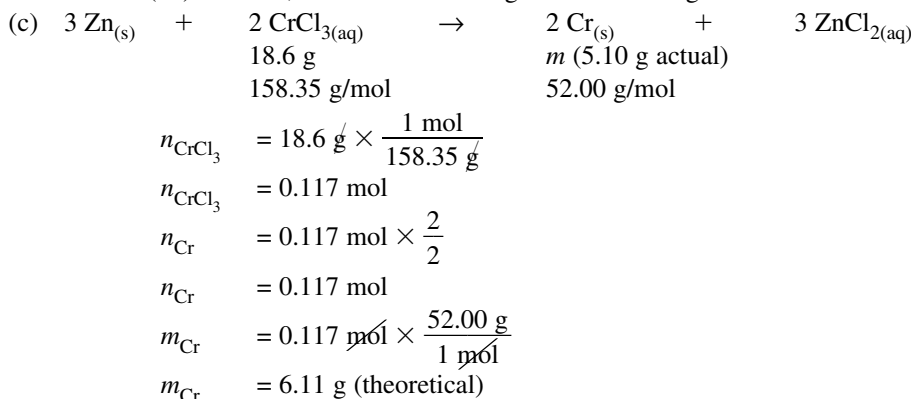 (c) 3 Zn(s) + 2 CrCl3(aq) → 2 Cr(s) + 3 ZnCl2(aq)
18.6 g m (5.10 g actual)
158.35 g/mol 52.00 g/mol
nCrCl3 = 18.6 g × 1 mol / 158.35 g
nCrCl3 = 0.117 mol
nCr = 0.117 mol × 2/2
nCr = 0.117 mol
mCr = 0.117 mol × 52.00 g / 1 mol
mCr = 6.11 g (theoretical)